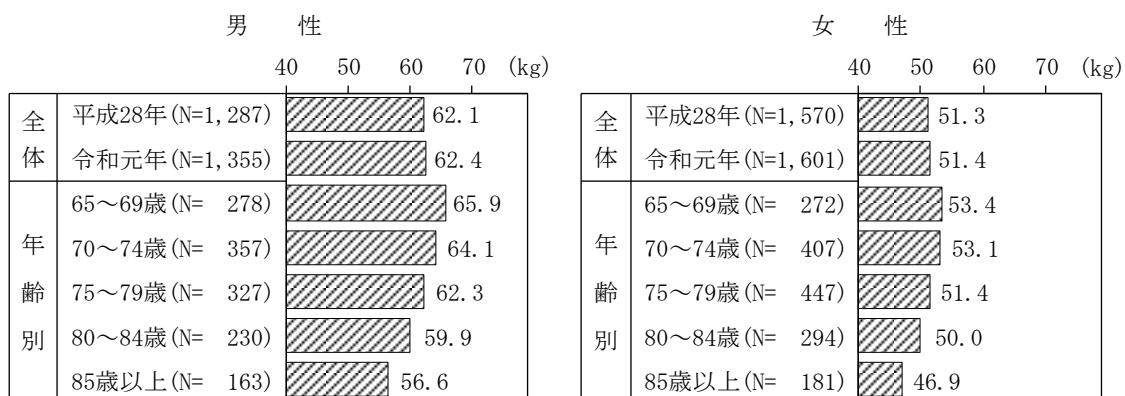 男 性
40 50 60 70 (kg)
全体
平成28年(N=1,287) 62.1
令和元年(N=1,355) 62.4
年齢別
65～69歳(N= 278) 65.9
70～74歳(N= 357) 64.1
75～79歳(N= 327) 62.3
80～84歳(N= 230) 59.9
85歳以上(N= 163) 56.6
女 性
40 50 60 70 (kg)
全体
平成28年(N=1,570) 51.3
令和元年(N=1,601) 51.4
年齢別
65～69歳(N= 272) 53.4
70～74歳(N= 407) 53.1
75～79歳(N= 447) 51.4
80～84歳(N= 294) 50.0
85歳以上(N= 181) 46.9